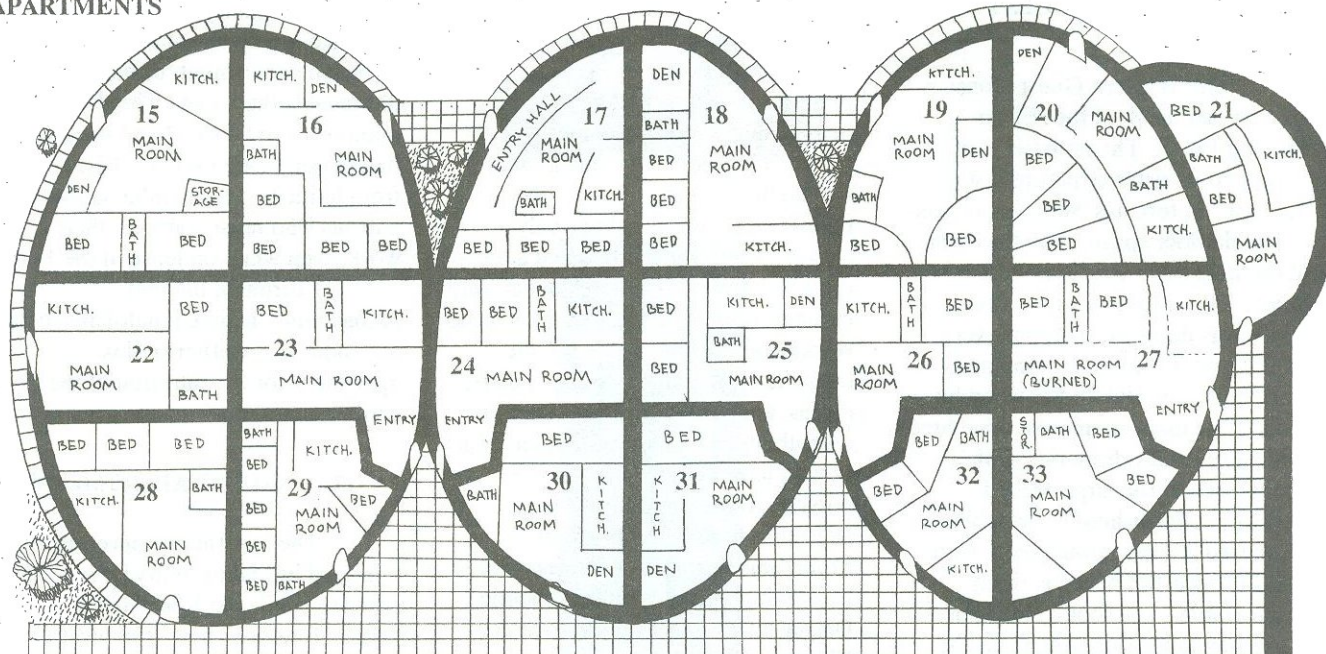 APARTMENTS
KITCH.
15
MAIN
ROOM
DEN
STOR-
AGE
BED
BATH
BED
KITCH.
DEN
16
BATH
MAIN
ROOM
BED
BED
BED
BED
ENTRY HALL
17
MAIN
ROOM
BATH
KITCH.
BED
BED
BED
DEN
BATH
18
BED
MAIN
ROOM
BED
BED
KITCH.
KITCH.
19
MAIN
ROOM
DEN
BATH
BED
BED
DEN
20
MAIN
ROOM
BED
BED
BED
BATH
KITCH.
BED
21
BATH
KITCH.
BED
MAIN
ROOM
KITCH.
BED
22
MAIN
ROOM
BATH
BED
BATH
KITCH.
23
MAIN ROOM
ENTRY
BED
BED
BATH
KITCH.
24
MAIN ROOM
ENTRY
BED
KITCH.
DEN
BATH
25
BED
MAIN ROOM
KITCH.
BATH
BED
26
MAIN
ROOM
BED
BED
BATH
BED
KITCH.
MAIN ROOM
(BURNED)
27
ENTRY
BED
BED
BED
KITCH.
28
BATH
MAIN
ROOM
BATH
BED
KITCH.
29
BED
BED
MAIN
ROOM
BED
BED
BATH
BED
BATH
30
MAIN
ROOM
KITCH.
DEN
BED
KITCH.
31
MAIN
ROOM
DEN
BED
BATH
BED
32
MAIN
ROOM
KITCH.
STOR.
BATH
BED
33
BED
MAIN
ROOM